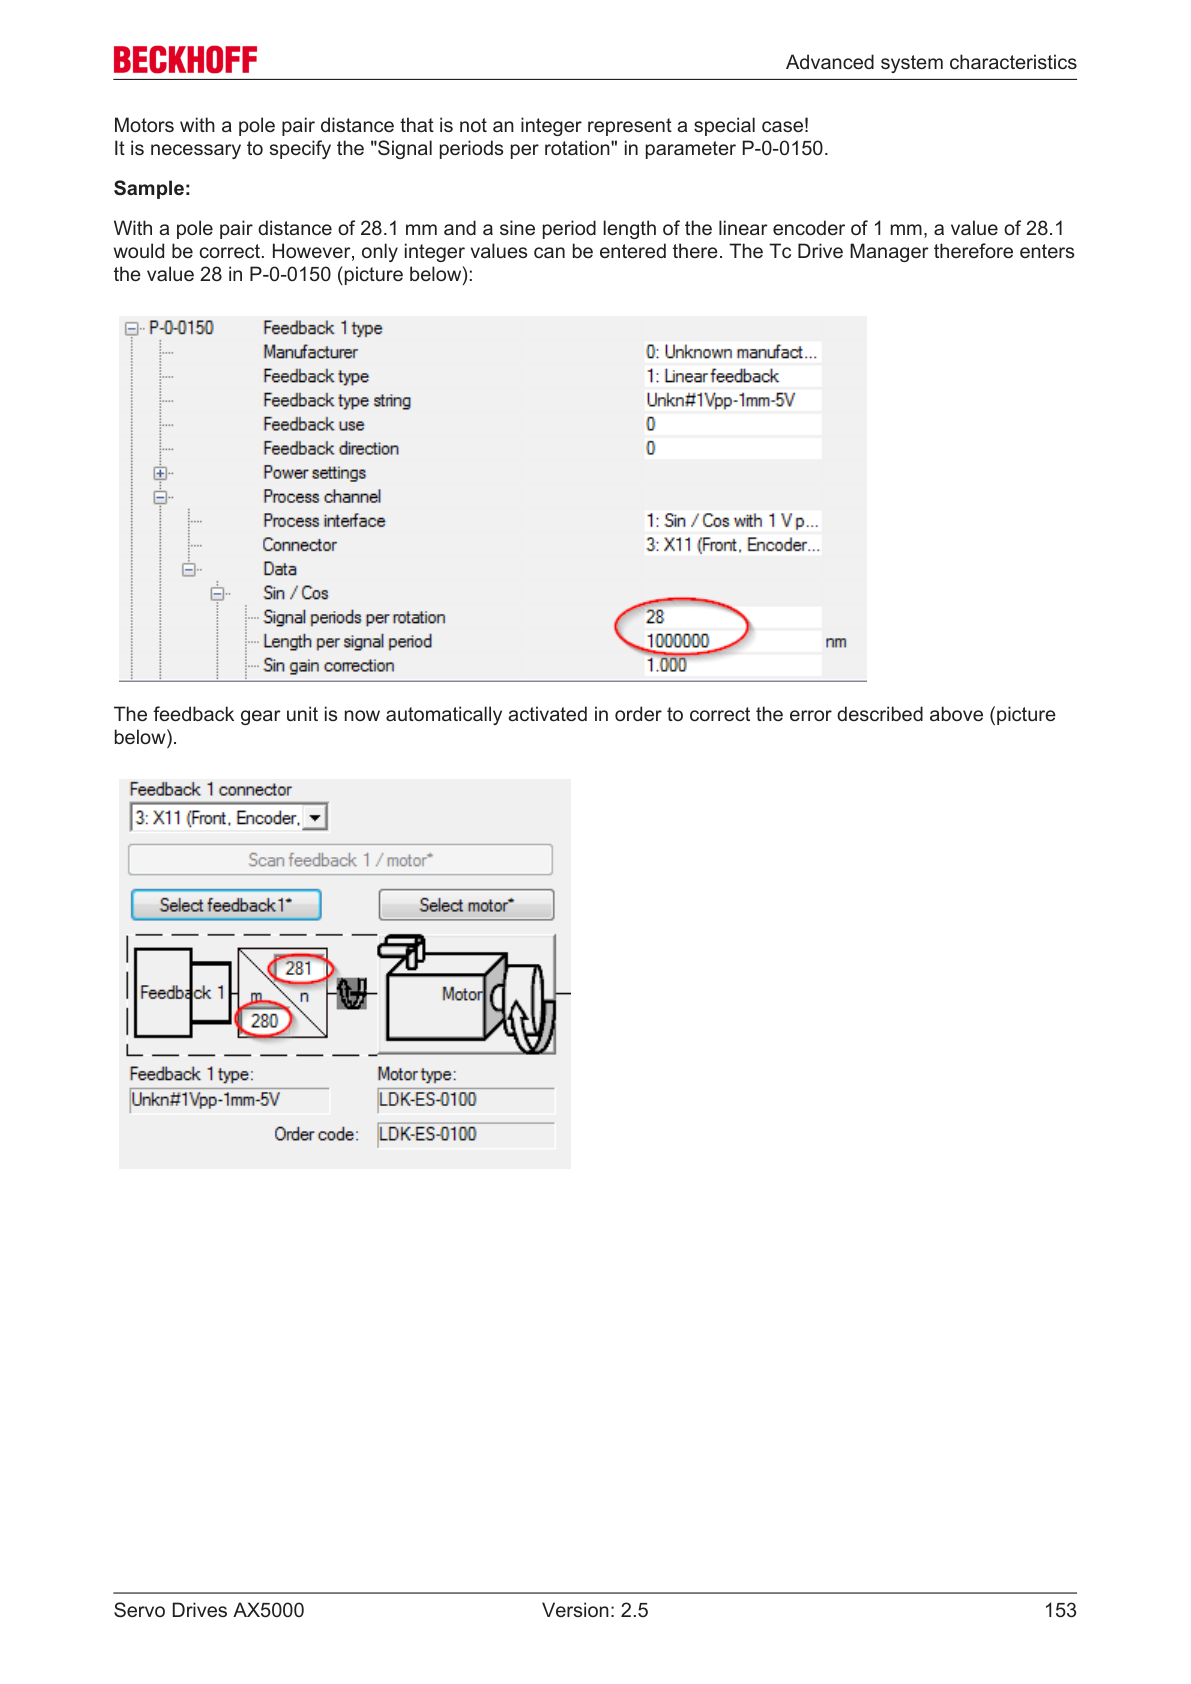 BECKHOFF
Advanced system characteristics
Motors with a pole pair distance that is not an integer represent a special case!
It is necessary to specify the "Signal periods per rotation" in parameter P-0-0150.
Sample:
With a pole pair distance of 28.1 mm and a sine period length of the linear encoder of 1 mm, a value of 28.1
would be correct. However, only integer values can be entered there. The Tc Drive Manager therefore enters
the value 28 in P-0-0150 (picture below):
P-0-0150 Feedback 1 type
Manufacturer 0: Unknown manufact...
Feedback type 1: Linear feedback
Feedback type string Unkn#1Vpp-1mm-5V
Feedback use 0
Feedback direction 0
Power settings
Process channel
Process interface 1: Sin / Cos with 1 V p...
Connector 3: X11 (Front, Encoder...
Data
Sin / Cos
Signal periods per rotation 28
Length per signal period 1000000 nm
Sin gain correction 1.000
The feedback gear unit is now automatically activated in order to correct the error described above (picture
below).
Feedback 1 connector
3: X11 (Front, Encoder,
Scan feedback 1 / motor*
Select feedback1* Select motor*
281
Feedback 1 m n Motor
280
Feedback 1 type: Motor type:
Unkn#1Vpp-1mm-5V LDK-ES-0100
Order code: LDK-ES-0100
Servo Drives AX5000 Version: 2.5 153